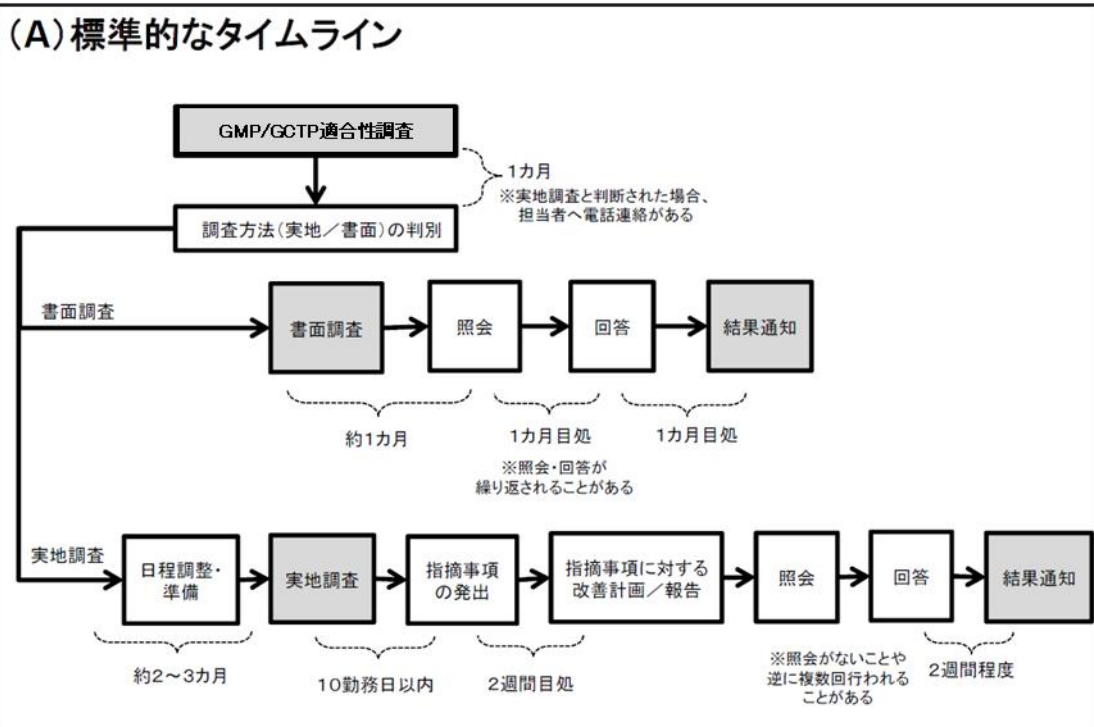 (A)標準的なタイムライン
GMP/GCTP適合性調査
1カ月
※実地調査と判断された場合、
担当者へ電話連絡がある
調査方法(実地/書面)の判別
書面調査
書面調査
照会
回答
結果通知
約1カ月
1カ月目処
1カ月目処
※照会・回答が
繰り返されることがある
実地調査
日程調整・
準備
実地調査
指摘事項
の発出
指摘事項に対する
改善計画/報告
照会
回答
結果通知
約2~3カ月
10勤務日以内
2週間目処
※照会がないことや
逆に複数回行われる
ことがある
2週間程度